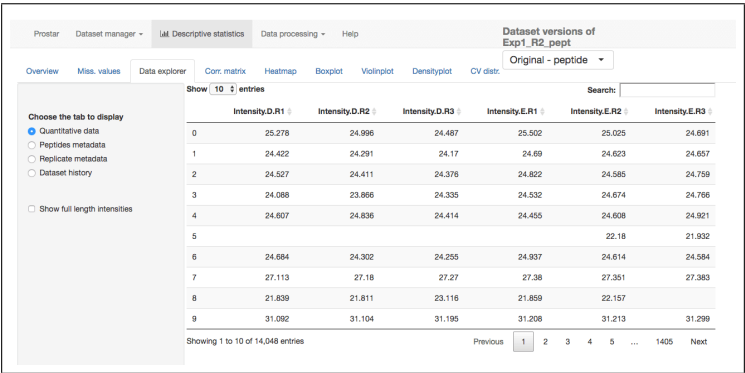 Prostar Dataset manager Descriptive statistics Data processing Help
Dataset versions of
Exp1_R2_pept
Original - peptide
Overview Miss. values Data explorer Corr. matrix Heatmap Boxplot Violinplot Densityplot CV distr.
Show 10 entries Search:
Choose the tab to display
Quantitative data
Peptides metadata
Replicate metadata
Dataset history
Show full length intensities
Intensity.D.R1 Intensity.D.R2 Intensity.D.R3 Intensity.E.R1 Intensity.E.R2 Intensity.E.R3
0 25.278 24.996 24.487 25.502 25.025 24.691
1 24.422 24.291 24.17 24.69 24.623 24.657
2 24.527 24.411 24.376 24.822 24.585 24.759
3 24.088 23.866 24.335 24.532 24.674 24.766
4 24.607 24.836 24.414 24.455 24.608 24.921
5 22.18 21.932
6 24.684 24.302 24.255 24.937 24.614 24.584
7 27.113 27.18 27.27 27.38 27.351 27.383
8 21.839 21.811 23.116 21.859 22.157
9 31.092 31.104 31.195 31.208 31.213 31.299
Showing 1 to 10 of 14,048 entries Previous 1 2 3 4 5 ... 1405 Next